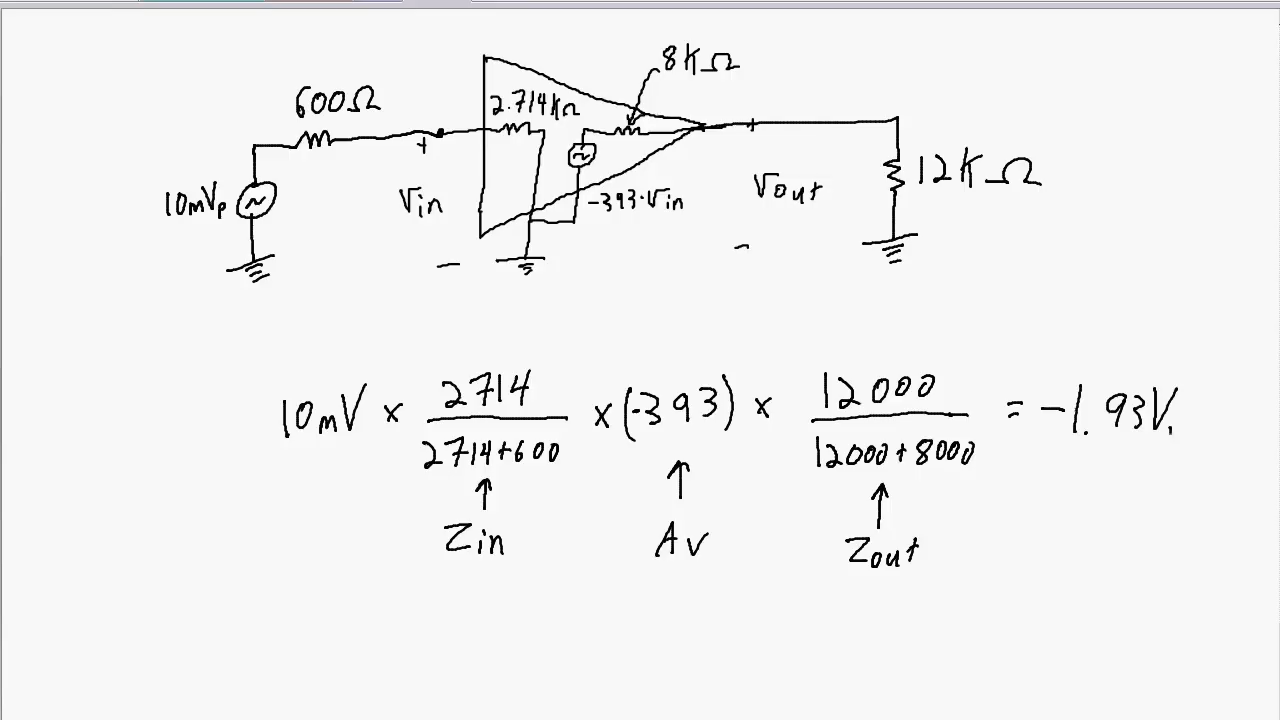 8KΩ
600Ω
2.714KΩ
+
+
10mVp
Vin
-393·Vin
Vout
12KΩ
−
−
10mV × 2714/(2714+600) × (-393) × 12000/(12000+8000) = -1.93V.
Zin
Av
Zout